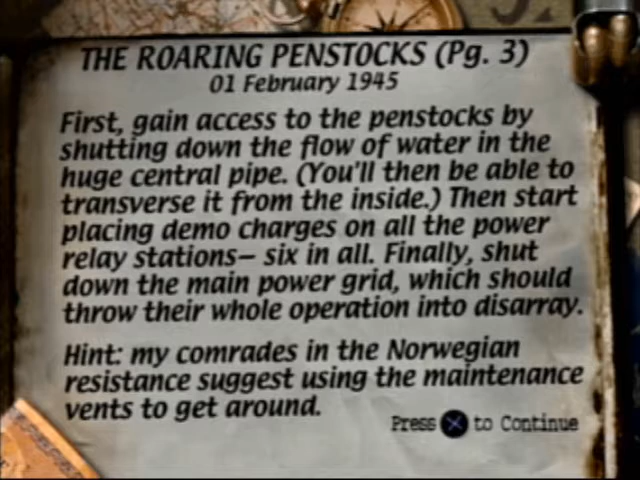 THE ROARING PENSTOCKS (Pg. 3)
01 February 1945
First, gain access to the penstocks by
shutting down the flow of water in the
huge central pipe. (You'll then be able to
transverse it from the inside.) Then start
placing demo charges on all the power
relay stations– six in all. Finally, shut
down the main power grid, which should
throw their whole operation into disarray.
Hint: my comrades in the Norwegian
resistance suggest using the maintenance
vents to get around.
Press X to Continue